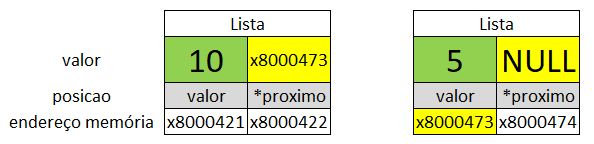 Lista Lista
valor 10 x8000473 5 NULL
posicao valor *proximo valor *proximo
endereço memória x8000421 x8000422 x8000473 x8000474